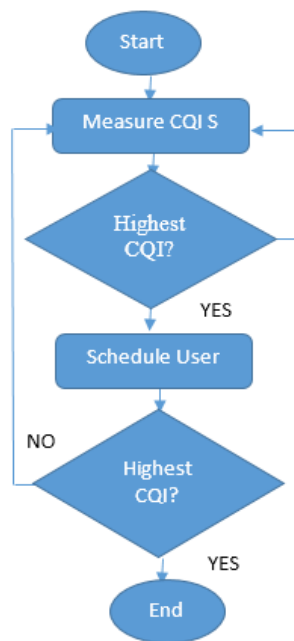 Start
Measure CQI S
Highest
CQI?
YES
Schedule User
NO
Highest
CQI?
YES
End